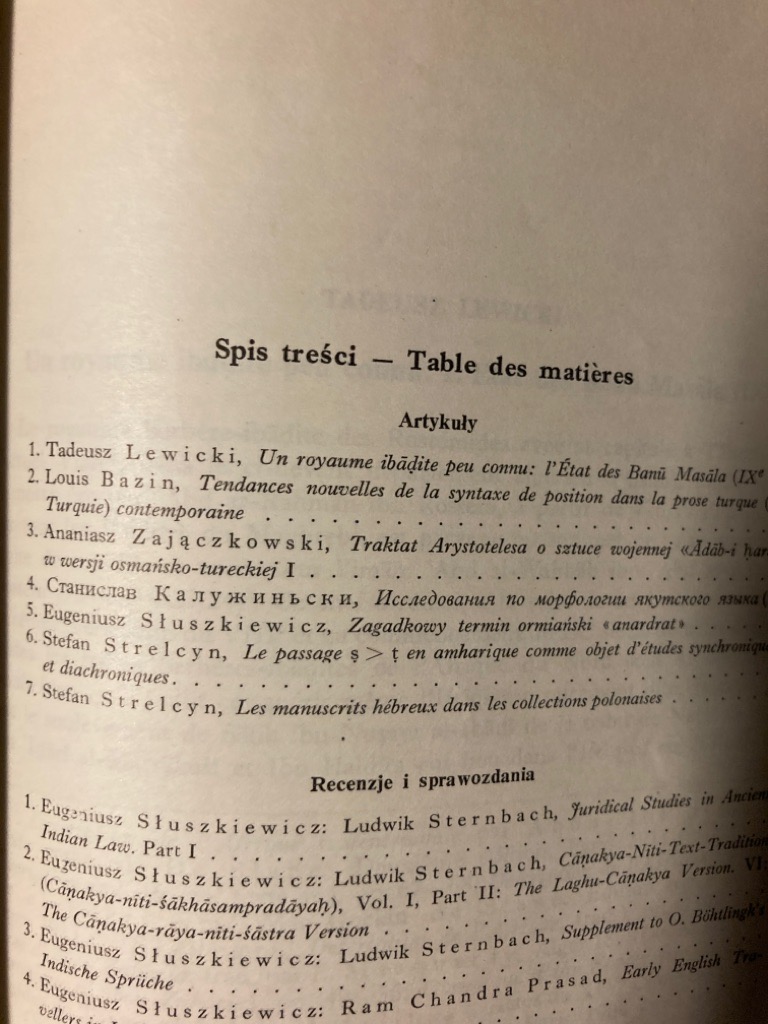 Spis treści — Table des matières
Artykuły
1. Tadeusz Lewicki, Un royaume ibāḍite peu connu: l'État des Banū Masāla (IXe
2. Louis Bazin, Tendances nouvelles de la syntaxe de position dans la prose turque (
Turquie) contemporaine . . . . . . . . . . . . . . . . . . . . . .
3. Ananiasz Zajączkowski, Traktat Arystotelesa o sztuce wojennej «Ādāb-i ḥar
w wersji osmańsko-tureckiej I . . . . . . . . . . . . . . . . . . .
4. Станислав Калужиньски, Исследования по морфологии якутского языка (
5. Eugeniusz Słuszkiewicz, Zagadkowy termin ormiański «anardrat» . . . . .
6. Stefan Strelcyn, Le passage ṣ > ṭ en amharique comme objet d'études synchronique
et diachroniques. . . . . . . . . . . . . . . . . . . . . . . . .
7. Stefan Strelcyn, Les manuscrits hébreux dans les collections polonaises . . . . . .
Recenzje i sprawozdania
1. Eugeniusz Słuszkiewicz: Ludwik Sternbach, Juridical Studies in Ancien
Indian Law. Part I . . . . . . . . . . . . . . . . . . . . . . .
2. Eugeniusz Słuszkiewicz: Ludwik Sternbach, Cāṇakya-Nīti-Text-Tradition
(Cāṇakya-nīti-śākhāsampradāyaḥ), Vol. I, Part II: The Laghu-Cāṇakya Version. VI:
The Cāṇakya-rāya-nīti-śāstra Version . . . . . . . . . . . . . . .
3. Eugeniusz Słuszkiewicz: Ludwik Sternbach, Supplement to O. Böhtlingk's
Indische Sprüche . . . . . . . . . . . . . . . . . . . . . . . .
4. Eugeniusz Słuszkiewicz: Ram Chandra Prasad, Early English Tra-
vellers in